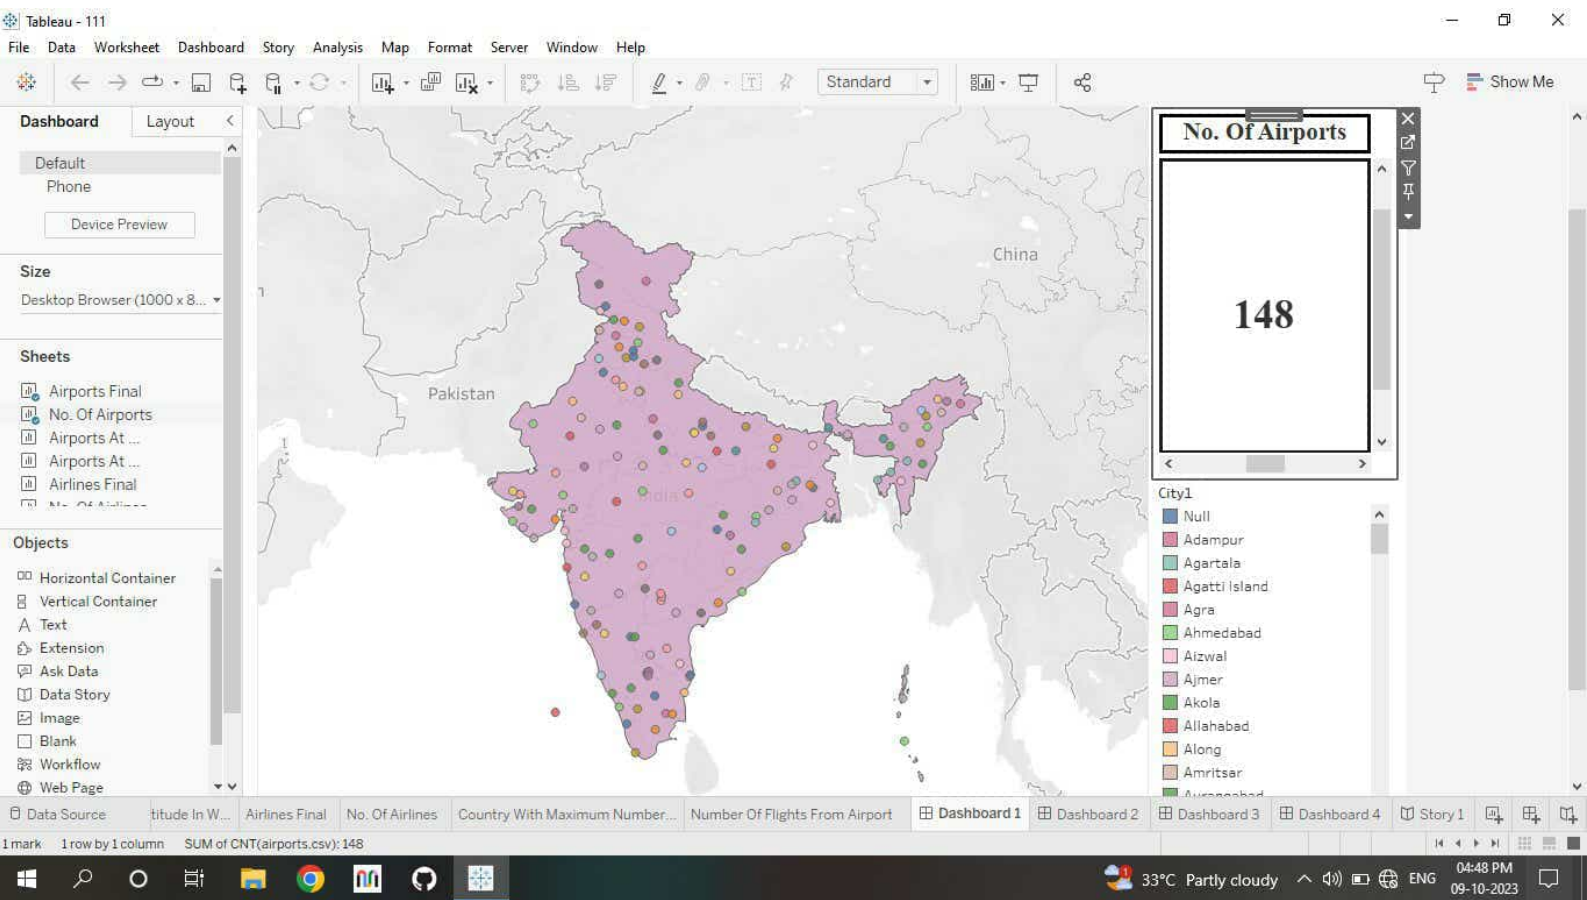 Tableau - 111
File Data Worksheet Dashboard Story Analysis Map Format Server Window Help
Standard
Show Me
Dashboard Layout
Default
Phone
Device Preview
Size
Desktop Browser (1000 x 8...
Sheets
Airports Final
No. Of Airports
Airports At ...
Airports At ...
Airlines Final
No. Of Airlines
Objects
Horizontal Container
Vertical Container
Text
Extension
Ask Data
Data Story
Image
Blank
Workflow
Web Page
China
Pakistan
India
No. Of Airports
148
City1
Null
Adampur
Agartala
Agatti Island
Agra
Ahmedabad
Aizwal
Ajmer
Akola
Allahabad
Along
Amritsar
Aurangabad
Data Source titude In W... Airlines Final No. Of Airlines Country With Maximum Number... Number Of Flights From Airport Dashboard 1 Dashboard 2 Dashboard 3 Dashboard 4 Story 1
1 mark 1 row by 1 column SUM of CNT(airports.csv): 148
1 33°C Partly cloudy ENG 04:48 PM
09-10-2023